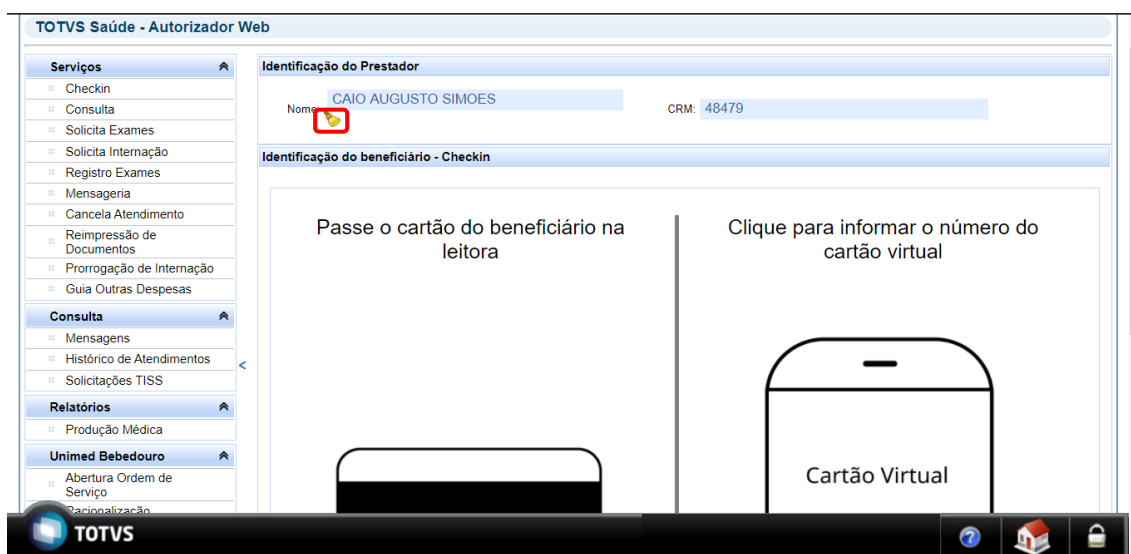 TOTVS Saúde - Autorizador Web
Serviços
Checkin
Consulta
Solicita Exames
Solicita Internação
Registro Exames
Mensageria
Cancela Atendimento
Reimpressão de
Documentos
Prorrogação de Internação
Guia Outras Despesas
Consulta
Mensagens
Histórico de Atendimentos
Solicitações TISS
Relatórios
Produção Médica
Unimed Bebedouro
Abertura Ordem de
Serviço
Racionalização
<
Identificação do Prestador
Nome: CAIO AUGUSTO SIMOES
CRM: 48479
Identificação do beneficiário - Checkin
Passe o cartão do beneficiário na
leitora
Clique para informar o número do
cartão virtual
Cartão Virtual
TOTVS
?